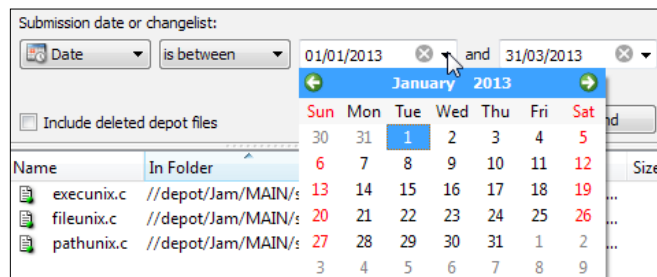 Submission date or changelist:
Date is between 01/01/2013 and 31/03/2013
January 2013
Sun Mon Tue Wed Thu Fri Sat
Include deleted depot files
30 31 1 2 3 4 5
Name In Folder Size
6 7 8 9 10 11 12
execunix.c //depot/Jam/MAIN/s 13 14 15 16 17 18 19 ...
fileunix.c //depot/Jam/MAIN/s 20 21 22 23 24 25 26 ...
pathunix.c //depot/Jam/MAIN/s 27 28 29 30 31 1 2 ...
3 4 5 6 7 8 9